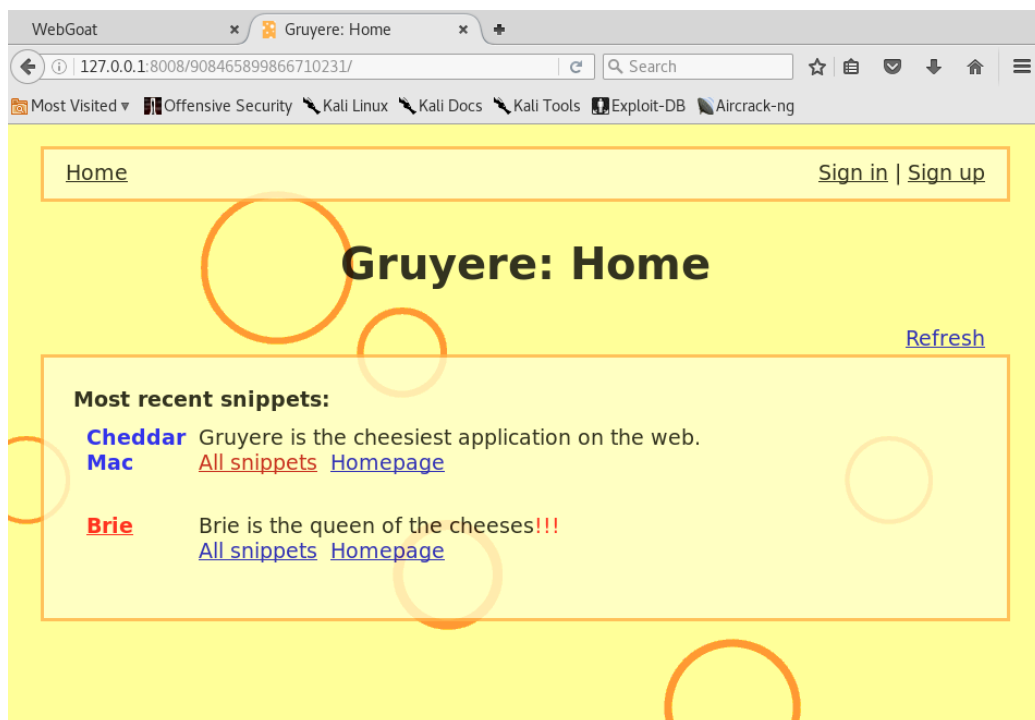 WebGoat Gruyere: Home
127.0.0.1:8008/908465899866710231/ Search
Most Visited Offensive Security Kali Linux Kali Docs Kali Tools Exploit-DB Aircrack-ng
Home Sign in | Sign up
Gruyere: Home
Refresh
Most recent snippets:
Cheddar Gruyere is the cheesiest application on the web.
Mac All snippets Homepage
Brie Brie is the queen of the cheeses!!!
All snippets Homepage